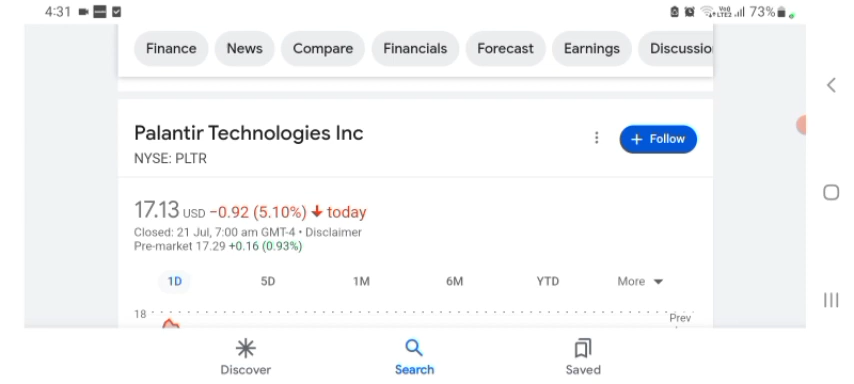 4:31
73%
Finance News Compare Financials Forecast Earnings Discussio
Palantir Technologies Inc
NYSE: PLTR
+ Follow
17.13 USD −0.92 (5.10%) ↓ today
Closed: 21 Jul, 7:00 am GMT-4 • Disclaimer
Pre-market 17.29 +0.16 (0.93%)
1D 5D 1M 6M YTD More
18
Prev
Discover Search Saved